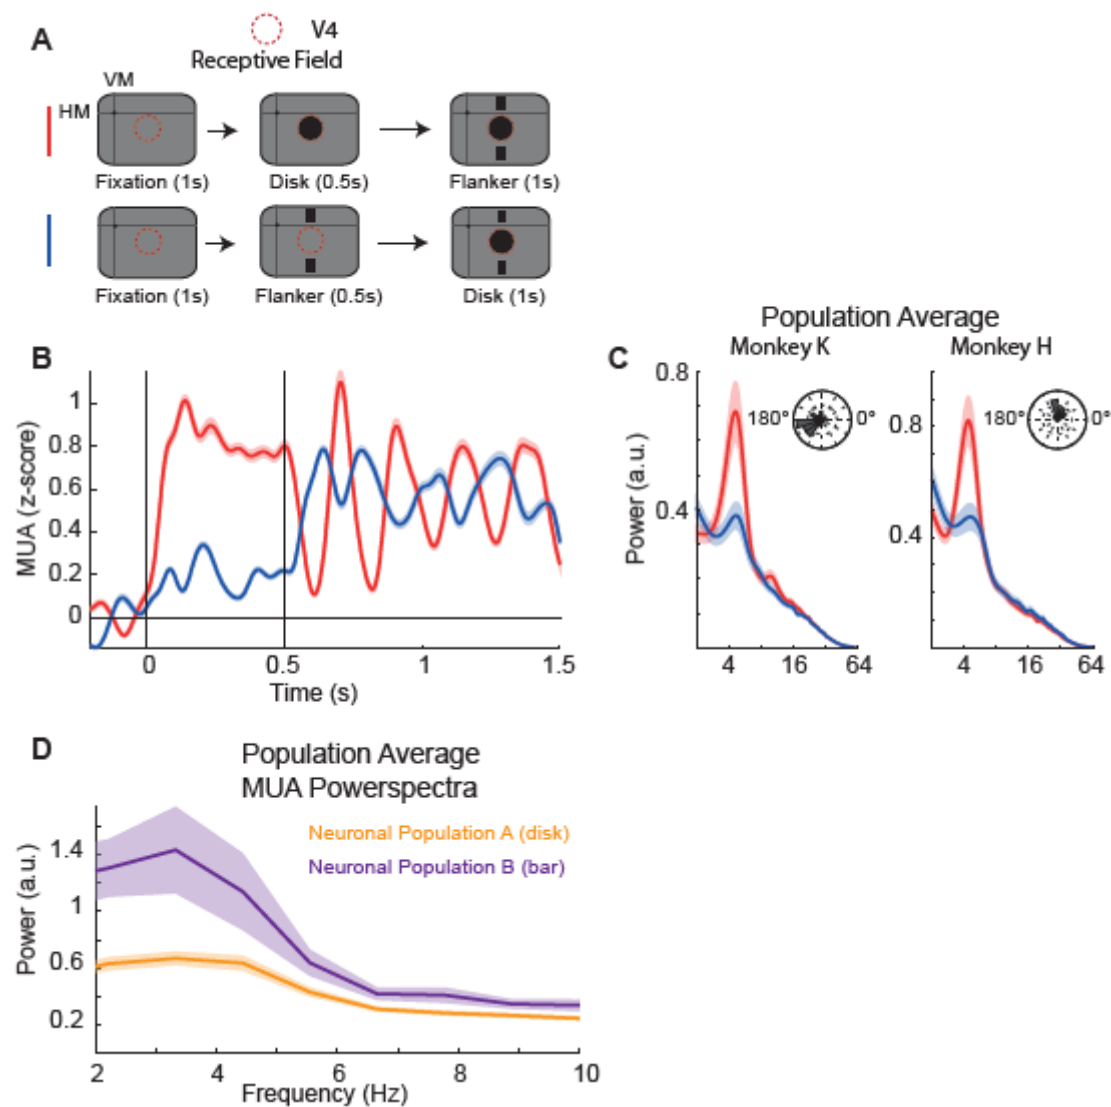 A
V4
Receptive Field
VM
HM
Fixation (1s)
Disk (0.5s)
Flanker (1s)
Fixation (1s)
Flanker (0.5s)
Disk (1s)
B
MUA (z-score)
1
0.8
0.6
0.4
0.2
0
0
0.5
1
1.5
Time (s)
Population Average
C
Monkey K
Monkey H
Power (a.u.)
0.8
0.4
180°
0°
4
16
64
0.8
0.4
180°
0°
4
16
64
D
Population Average
MUA Powerspectra
Neuronal Population A (disk)
Neuronal Population B (bar)
Power (a.u.)
1.4
1
0.6
0.2
2
4
6
8
10
Frequency (Hz)